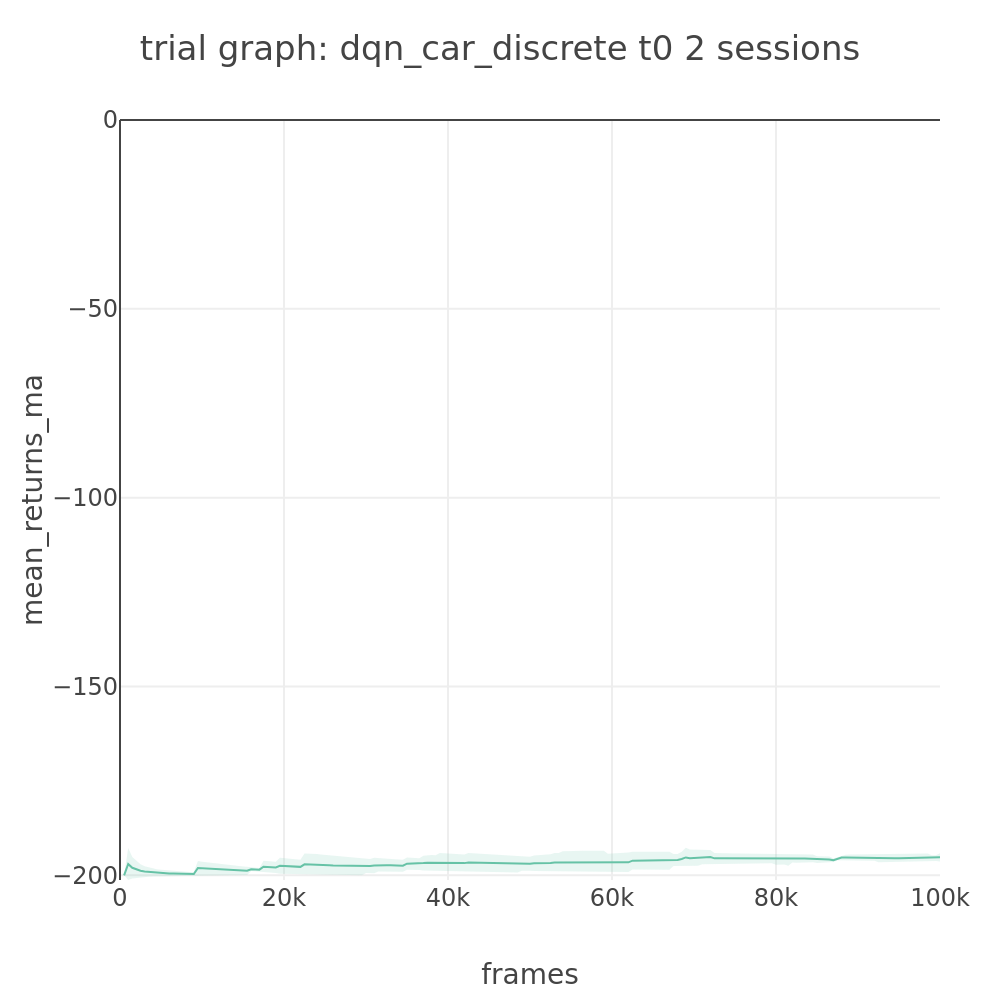 trial graph: dqn_car_discrete t0 2 sessions
0
−50
−100
−150
−200
mean_returns_ma
0
20k
40k
60k
80k
100k
frames